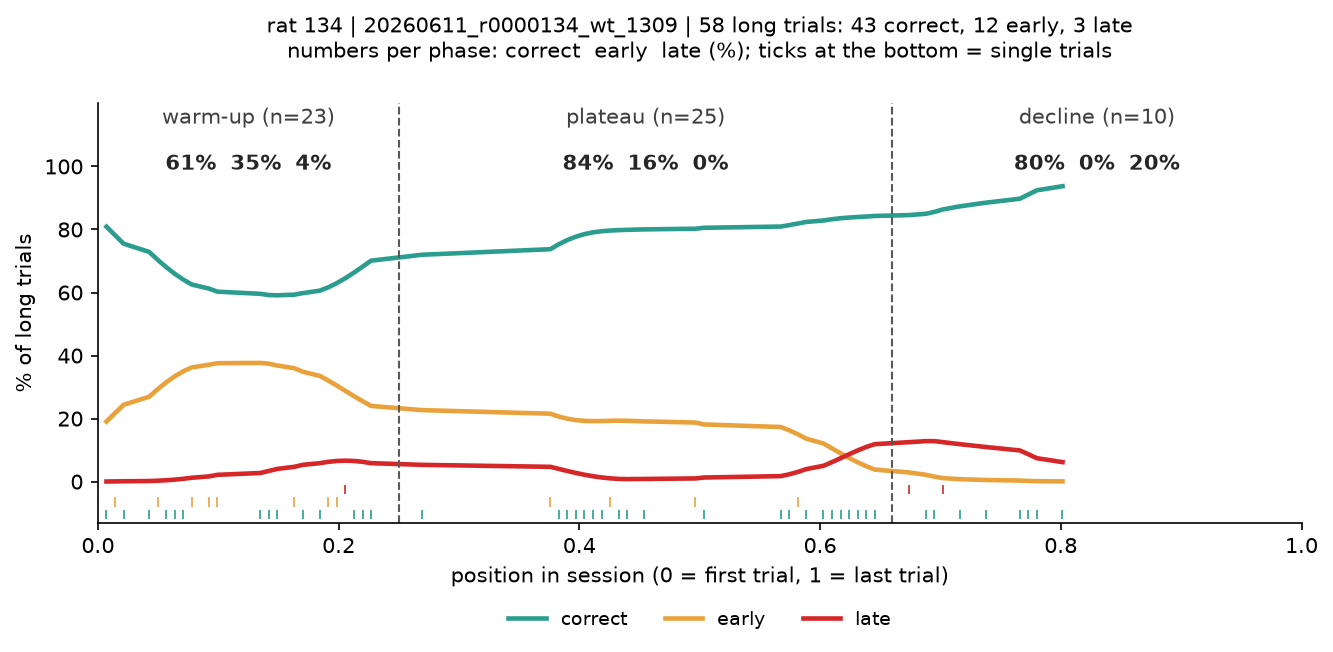 rat 134 | 20260611_r0000134_wt_1309 | 58 long trials: 43 correct, 12 early, 3 late
numbers per phase: correct  early  late (%); ticks at the bottom = single trials
warm-up (n=23)
plateau (n=25)
decline (n=10)
61%  35%  4%
84%  16%  0%
80%  0%  20%
% of long trials
100
80
60
40
20
0
0.0
0.2
0.4
0.6
0.8
1.0
position in session (0 = first trial, 1 = last trial)
correct
early
late